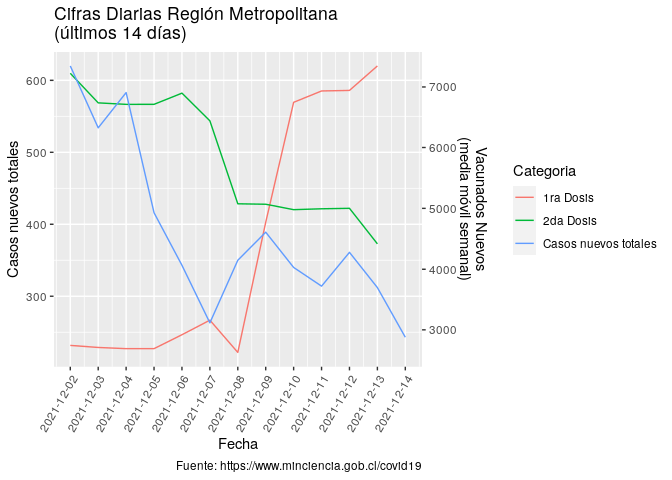 Cifras Diarias Región Metropolitana
(últimos 14 días)
Casos nuevos totales
600
500
400
300
7000
6000
5000
4000
3000
Vacunados Nuevos
(media móvil semanal)
2021-12-02
2021-12-03
2021-12-04
2021-12-05
2021-12-06
2021-12-07
2021-12-08
2021-12-09
2021-12-10
2021-12-11
2021-12-12
2021-12-13
2021-12-14
Fecha
Categoria
1ra Dosis
2da Dosis
Casos nuevos totales
Fuente: https://www.minciencia.gob.cl/covid19